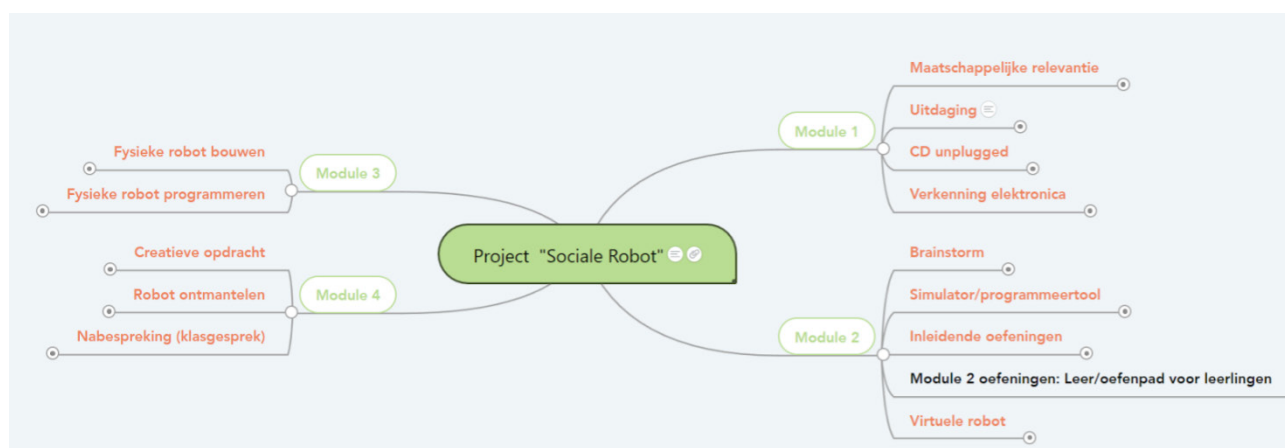 Project "Sociale Robot"
Module 1
Maatschappelijke relevantie
Uitdaging
CD unplugged
Verkenning elektronica
Module 2
Brainstorm
Simulator/programmeertool
Inleidende oefeningen
Module 2 oefeningen: Leer/oefenpad voor leerlingen
Virtuele robot
Module 3
Fysieke robot bouwen
Fysieke robot programmeren
Module 4
Creatieve opdracht
Robot ontmantelen
Nabespreking (klasgesprek)